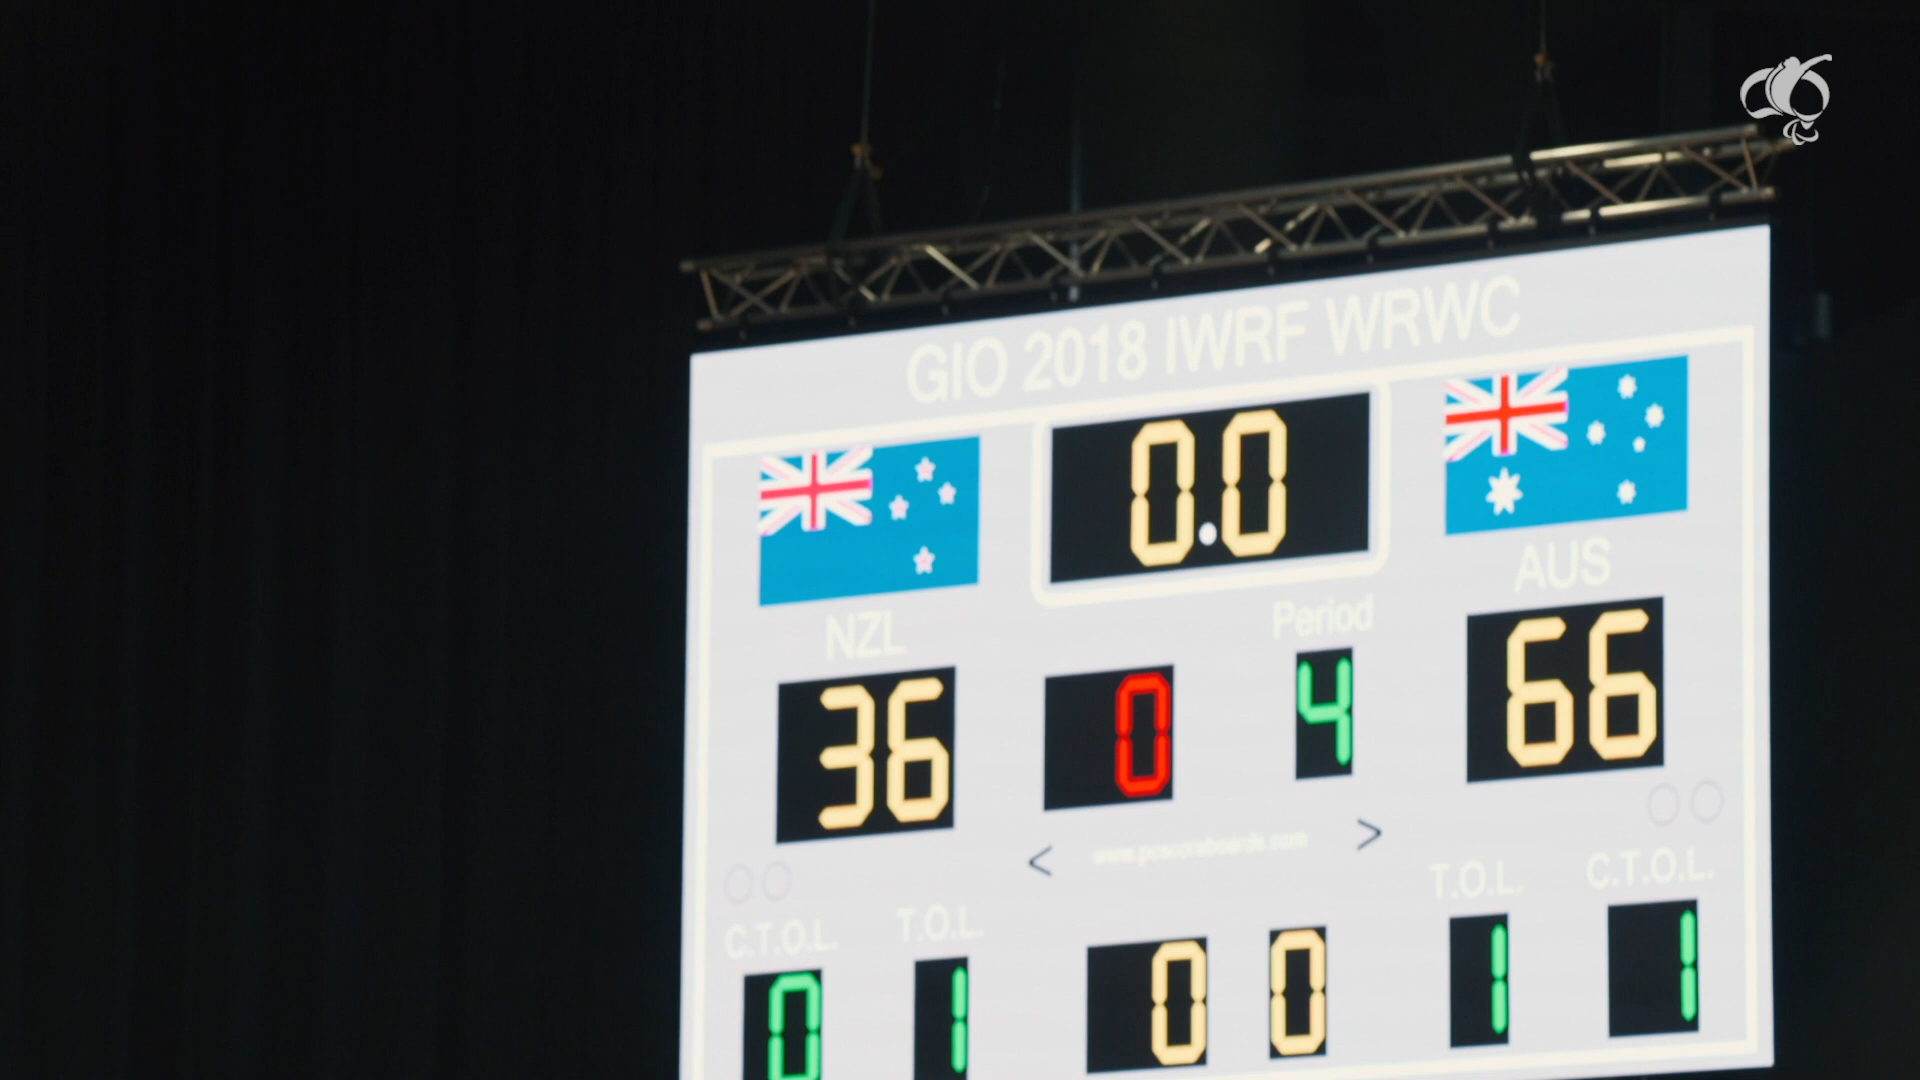 GIO 2018 IWRF WRWC
0.0
NZL
Period
AUS
36
0
4
66
<
>
C.T.O.L.
T.O.L.
T.O.L.
C.T.O.L.
0
1
0
0
1
1